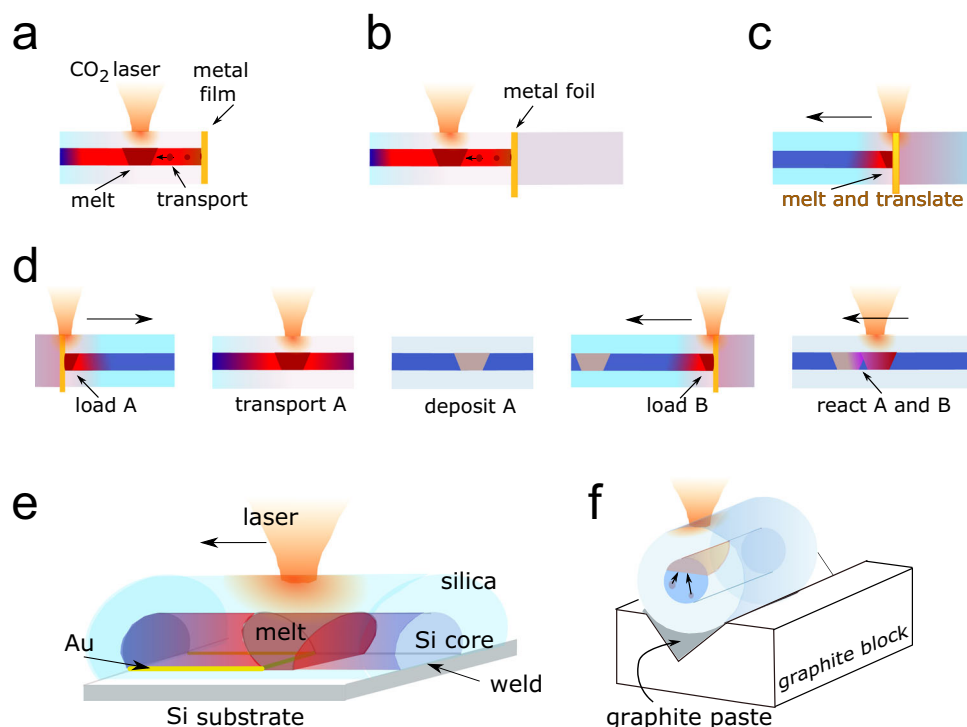 a
CO2 laser
metal
film
melt
transport
b
metal foil
c
melt and translate
d
load A
transport A
deposit A
load B
react A and B
e
laser
silica
melt
Au
Si core
weld
Si substrate
f
graphite block
graphite paste